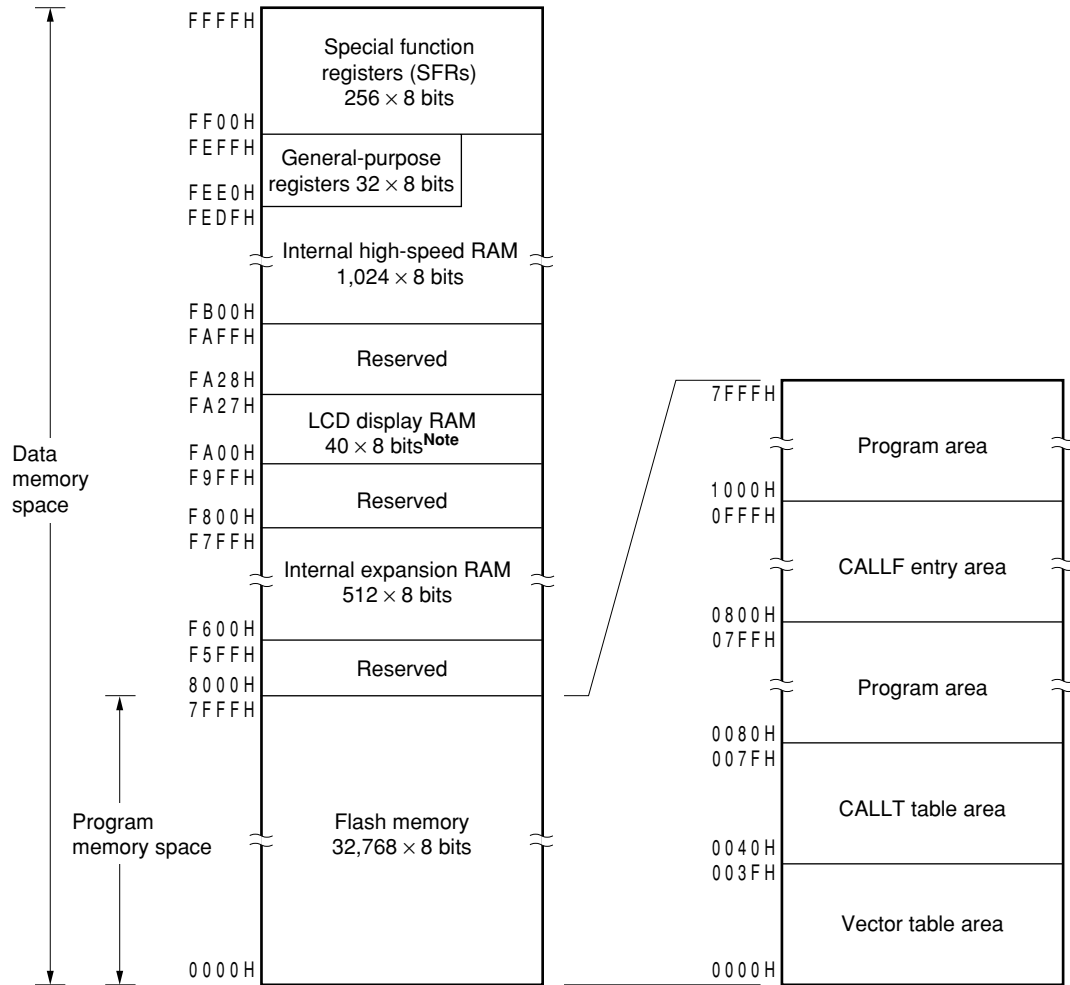 FFFFH
Special function
registers (SFRs)
256 × 8 bits
FF00H
FEFFH
General-purpose
registers 32 × 8 bits
FEE0H
FEDFH
Internal high-speed RAM
1,024 × 8 bits
FB00H
FAFFH
Reserved
FA28H
FA27H
LCD display RAM
40 × 8 bitsNote
FA00H
F9FFH
Reserved
F800H
F7FFH
Internal expansion RAM
512 × 8 bits
F600H
F5FFH
Reserved
8000H
7FFFH
Flash memory
32,768 × 8 bits
0000H
Data
memory
space
Program
memory space
7FFFH
Program area
1000H
0FFFH
CALLF entry area
0800H
07FFH
Program area
0080H
007FH
CALLT table area
0040H
003FH
Vector table area
0000H